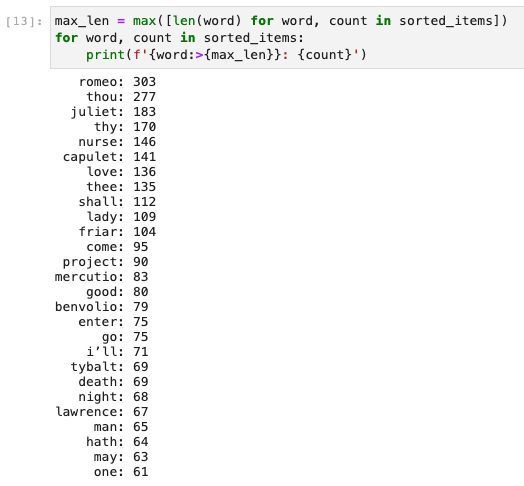 [13]: max_len = max([len(word) for word, count in sorted_items])
for word, count in sorted_items:
    print(f'{word:>{max_len}}: {count}')
    romeo: 303
     thou: 277
   juliet: 183
      thy: 170
    nurse: 146
  capulet: 141
     love: 136
     thee: 135
    shall: 112
     lady: 109
    friar: 104
     come: 95
  project: 90
 mercutio: 83
     good: 80
 benvolio: 79
    enter: 75
       go: 75
     i’ll: 71
   tybalt: 69
    death: 69
    night: 68
 lawrence: 67
      man: 65
     hath: 64
      may: 63
      one: 61